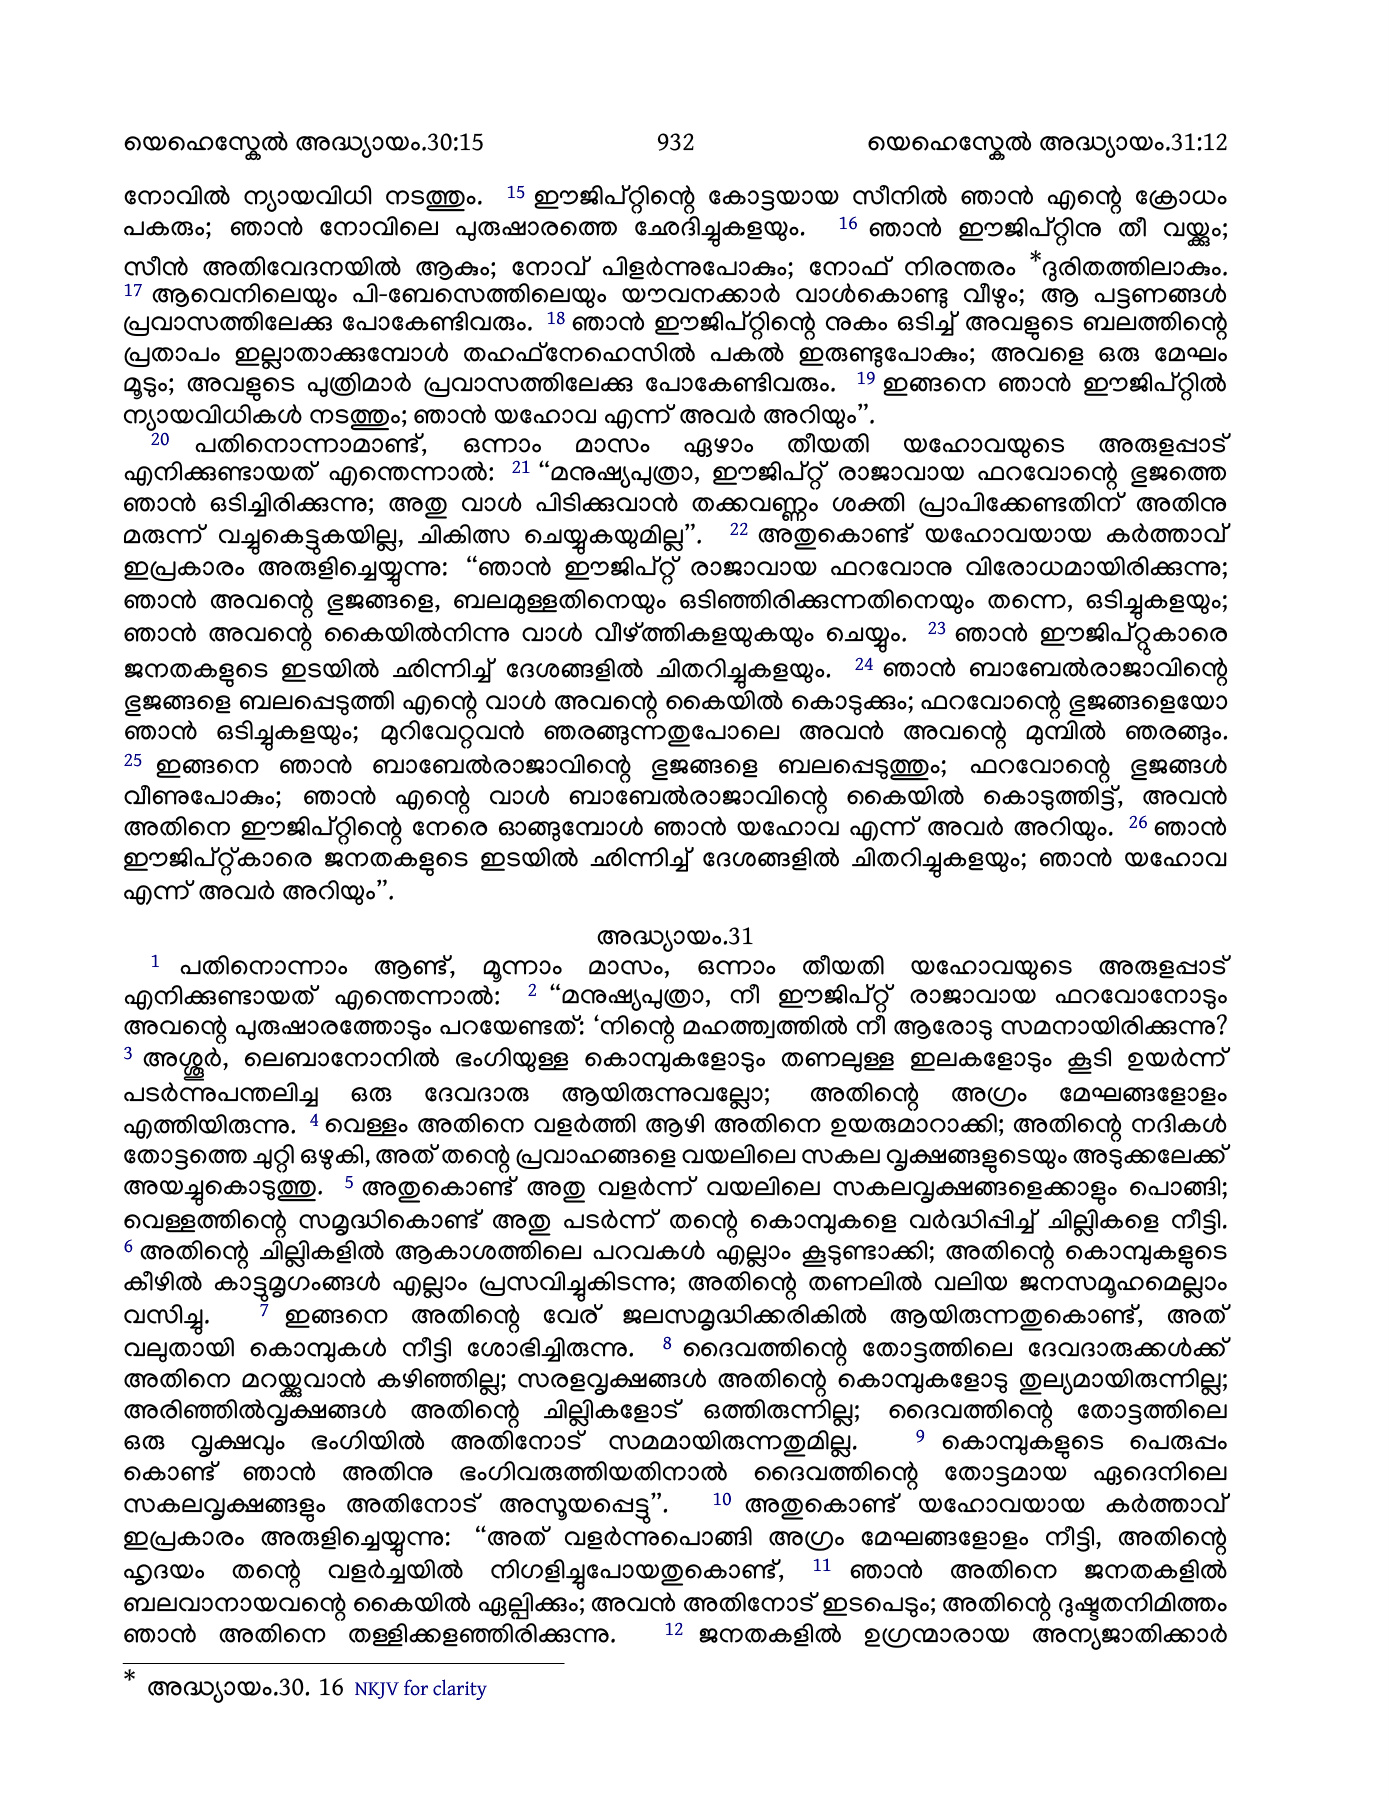 യെഹെസ്കേൽ അദ്ധ്യായം.30:15 932 യെഹെസ്കേൽ അദ്ധ്യായം.31:12
നോവിൽ ന്യായവിധി നടത്തും. 15 ഈജിപ്റ്റിന്റെ കോട്ടയായ സീനിൽ ഞാൻ എന്റെ ക്രോധം
പകരും; ഞാൻ നോവിലെ പുരുഷാരത്തെ ഛേദിച്ചുകളയും. 16 ഞാൻ ഈജിപ്റ്റിനു തീ വയ്ക്കും;
സീൻ അതിവേദനയിൽ ആകും; നോവ് പിളർന്നുപോകും; നോഫ് നിരന്തരം *ദുരിതത്തിലാകും.
17 ആവെനിലെയും പി-ബേസെത്തിലെയും യൗവനക്കാർ വാൾകൊണ്ടു വീഴും; ആ പട്ടണങ്ങൾ
പ്രവാസത്തിലേക്കു പോകേണ്ടിവരും. 18 ഞാൻ ഈജിപ്റ്റിന്റെ നുകം ഒടിച്ച് അവളുടെ ബലത്തിന്റെ
പ്രതാപം ഇല്ലാതാക്കുമ്പോൾ തഹഫ്നേഹെസിൽ പകൽ ഇരുണ്ടുപോകും; അവളെ ഒരു മേഘം
മൂടും; അവളുടെ പുത്രിമാർ പ്രവാസത്തിലേക്കു പോകേണ്ടിവരും. 19 ഇങ്ങനെ ഞാൻ ഈജിപ്റ്റിൽ
ന്യായവിധികൾ നടത്തും; ഞാൻ യഹോവ എന്ന് അവർ അറിയും”.
20 പതിനൊന്നാമാണ്ട്, ഒന്നാം മാസം ഏഴാം തീയതി യഹോവയുടെ അരുളപ്പാട്
എനിക്കുണ്ടായത് എന്തെന്നാൽ: 21 “മനുഷ്യപുത്രാ, ഈജിപ്റ്റ് രാജാവായ ഫറവോന്റെ ഭുജത്തെ
ഞാൻ ഒടിച്ചിരിക്കുന്നു; അതു വാൾ പിടിക്കുവാൻ തക്കവണ്ണം ശക്തി പ്രാപിക്കേണ്ടതിന് അതിനു
മരുന്ന് വച്ചുകെട്ടുകയില്ല, ചികിത്സ ചെയ്യുകയുമില്ല”. 22 അതുകൊണ്ട് യഹോവയായ കർത്താവ്
ഇപ്രകാരം അരുളിച്ചെയ്യുന്നു: “ഞാൻ ഈജിപ്റ്റ് രാജാവായ ഫറവോനു വിരോധമായിരിക്കുന്നു;
ഞാൻ അവന്റെ ഭുജങ്ങളെ, ബലമുള്ളതിനെയും ഒടിഞ്ഞിരിക്കുന്നതിനെയും തന്നെ, ഒടിച്ചുകളയും;
ഞാൻ അവന്റെ കൈയിൽനിന്നു വാൾ വീഴ്ത്തികളയുകയും ചെയ്യും. 23 ഞാൻ ഈജിപ്റ്റുകാരെ
ജനതകളുടെ ഇടയിൽ ഛിന്നിച്ച് ദേശങ്ങളിൽ ചിതറിച്ചുകളയും. 24 ഞാൻ ബാബേൽരാജാവിന്റെ
ഭുജങ്ങളെ ബലപ്പെടുത്തി എന്റെ വാൾ അവന്റെ കൈയിൽ കൊടുക്കും; ഫറവോന്റെ ഭുജങ്ങളെയോ
ഞാൻ ഒടിച്ചുകളയും; മുറിവേറ്റവൻ ഞരങ്ങുന്നതുപോലെ അവൻ അവന്റെ മുമ്പിൽ ഞരങ്ങും.
25 ഇങ്ങനെ ഞാൻ ബാബേൽരാജാവിന്റെ ഭുജങ്ങളെ ബലപ്പെടുത്തും; ഫറവോന്റെ ഭുജങ്ങൾ
വീണുപോകും; ഞാൻ എന്റെ വാൾ ബാബേൽരാജാവിന്റെ കൈയിൽ കൊടുത്തിട്ട്, അവൻ
അതിനെ ഈജിപ്റ്റിന്റെ നേരെ ഓങ്ങുമ്പോൾ ഞാൻ യഹോവ എന്ന് അവർ അറിയും. 26 ഞാൻ
ഈജിപ്റ്റ്കാരെ ജനതകളുടെ ഇടയിൽ ഛിന്നിച്ച് ദേശങ്ങളിൽ ചിതറിച്ചുകളയും; ഞാൻ യഹോവ
എന്ന് അവർ അറിയും”.
അദ്ധ്യായം.31
1 പതിനൊന്നാം ആണ്ട്, മൂന്നാം മാസം, ഒന്നാം തീയതി യഹോവയുടെ അരുളപ്പാട്
എനിക്കുണ്ടായത് എന്തെന്നാൽ: 2 “മനുഷ്യപുത്രാ, നീ ഈജിപ്റ്റ് രാജാവായ ഫറവോനോടും
അവന്റെ പുരുഷാരത്തോടും പറയേണ്ടത്: ‘നിന്റെ മഹത്ത്വത്തിൽ നീ ആരോടു സമനായിരിക്കുന്നു?
3 അശ്ശൂർ, ലെബാനോനിൽ ഭംഗിയുള്ള കൊമ്പുകളോടും തണലുള്ള ഇലകളോടും കൂടി ഉയർന്ന്
പടർന്നുപന്തലിച്ച ഒരു ദേവദാരു ആയിരുന്നുവല്ലോ; അതിന്റെ അഗ്രം മേഘങ്ങളോളം
എത്തിയിരുന്നു. 4 വെള്ളം അതിനെ വളർത്തി ആഴി അതിനെ ഉയരുമാറാക്കി; അതിന്റെ നദികൾ
തോട്ടത്തെ ചുറ്റി ഒഴുകി, അത് തന്റെ പ്രവാഹങ്ങളെ വയലിലെ സകല വൃക്ഷങ്ങളുടെയും അടുക്കലേക്ക്
അയച്ചുകൊടുത്തു. 5 അതുകൊണ്ട് അതു വളർന്ന് വയലിലെ സകലവൃക്ഷങ്ങളെക്കാളും പൊങ്ങി;
വെള്ളത്തിന്റെ സമൃദ്ധികൊണ്ട് അതു പടർന്ന് തന്റെ കൊമ്പുകളെ വർദ്ധിപ്പിച്ച് ചില്ലികളെ നീട്ടി.
6 അതിന്റെ ചില്ലികളിൽ ആകാശത്തിലെ പറവകൾ എല്ലാം കൂടുണ്ടാക്കി; അതിന്റെ കൊമ്പുകളുടെ
കീഴിൽ കാട്ടുമൃഗംങ്ങൾ എല്ലാം പ്രസവിച്ചുകിടന്നു; അതിന്റെ തണലിൽ വലിയ ജനസമൂഹമെല്ലാം
വസിച്ചു. 7 ഇങ്ങനെ അതിന്റെ വേര് ജലസമൃദ്ധിക്കരികിൽ ആയിരുന്നതുകൊണ്ട്, അത്
വലുതായി കൊമ്പുകൾ നീട്ടി ശോഭിച്ചിരുന്നു. 8 ദൈവത്തിന്റെ തോട്ടത്തിലെ ദേവദാരുക്കൾക്ക്
അതിനെ മറയ്ക്കുവാൻ കഴിഞ്ഞില്ല; സരളവൃക്ഷങ്ങൾ അതിന്റെ കൊമ്പുകളോടു തുല്യമായിരുന്നില്ല;
അരിഞ്ഞിൽവൃക്ഷങ്ങൾ അതിന്റെ ചില്ലികളോട് ഒത്തിരുന്നില്ല; ദൈവത്തിന്റെ തോട്ടത്തിലെ
ഒരു വൃക്ഷവും ഭംഗിയിൽ അതിനോട് സമമായിരുന്നതുമില്ല. 9 കൊമ്പുകളുടെ പെരുപ്പം
കൊണ്ട് ഞാൻ അതിനു ഭംഗിവരുത്തിയതിനാൽ ദൈവത്തിന്റെ തോട്ടമായ ഏദെനിലെ
സകലവൃക്ഷങ്ങളും അതിനോട് അസൂയപ്പെട്ടു”. 10 അതുകൊണ്ട് യഹോവയായ കർത്താവ്
ഇപ്രകാരം അരുളിച്ചെയ്യുന്നു: “അത് വളർന്നുപൊങ്ങി അഗ്രം മേഘങ്ങളോളം നീട്ടി, അതിന്റെ
ഹൃദയം തന്റെ വളർച്ചയിൽ നിഗളിച്ചുപോയതുകൊണ്ട്, 11 ഞാൻ അതിനെ ജനതകളിൽ
ബലവാനായവന്റെ കൈയിൽ ഏല്പിക്കും; അവൻ അതിനോട് ഇടപെടും; അതിന്റെ ദുഷ്ടതനിമിത്തം
ഞാൻ അതിനെ തള്ളിക്കളഞ്ഞിരിക്കുന്നു. 12 ജനതകളിൽ ഉഗ്രന്മാരായ അന്യജാതിക്കാർ
* അദ്ധ്യായം.30. 16 NKJV for clarity